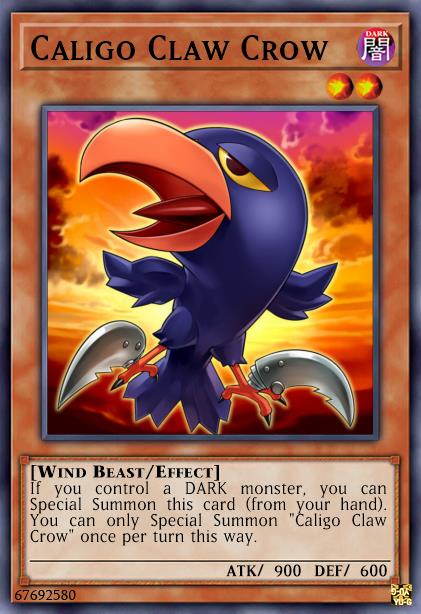 Caligo Claw Crow
DARK
闇
[Wind Beast/Effect]
If you control a DARK monster, you can
Special Summon this card (from your hand).
You can only Special Summon "Caligo Claw
Crow" once per turn this way.
ATK/ 900 DEF/ 600
67692580